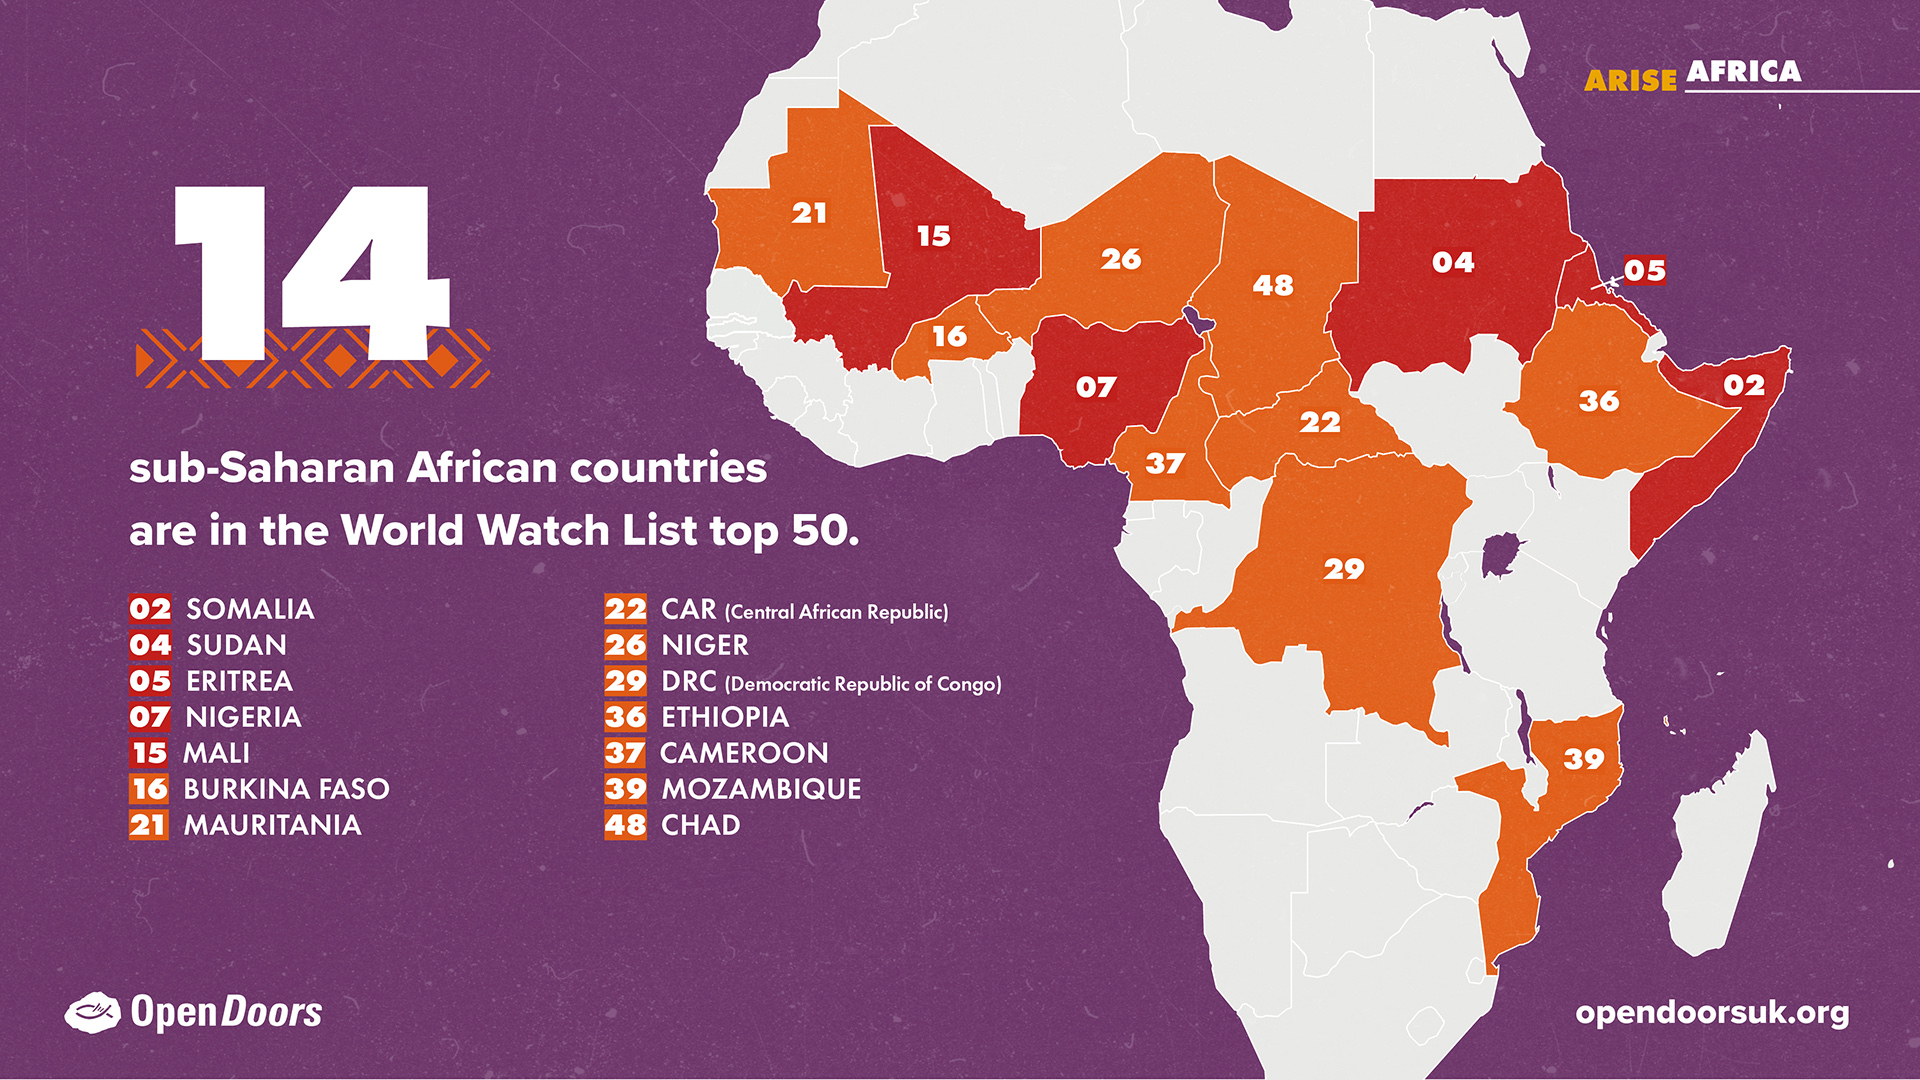 ARISE AFRICA
14
sub-Saharan African countries
are in the World Watch List top 50.
02 SOMALIA
04 SUDAN
05 ERITREA
07 NIGERIA
15 MALI
16 BURKINA FASO
21 MAURITANIA
22 CAR (Central African Republic)
26 NIGER
29 DRC (Democratic Republic of Congo)
36 ETHIOPIA
37 CAMEROON
39 MOZAMBIQUE
48 CHAD
21
15
26
48
04
05
16
07
02
36
22
37
29
39
Open Doors
opendoorsuk.org